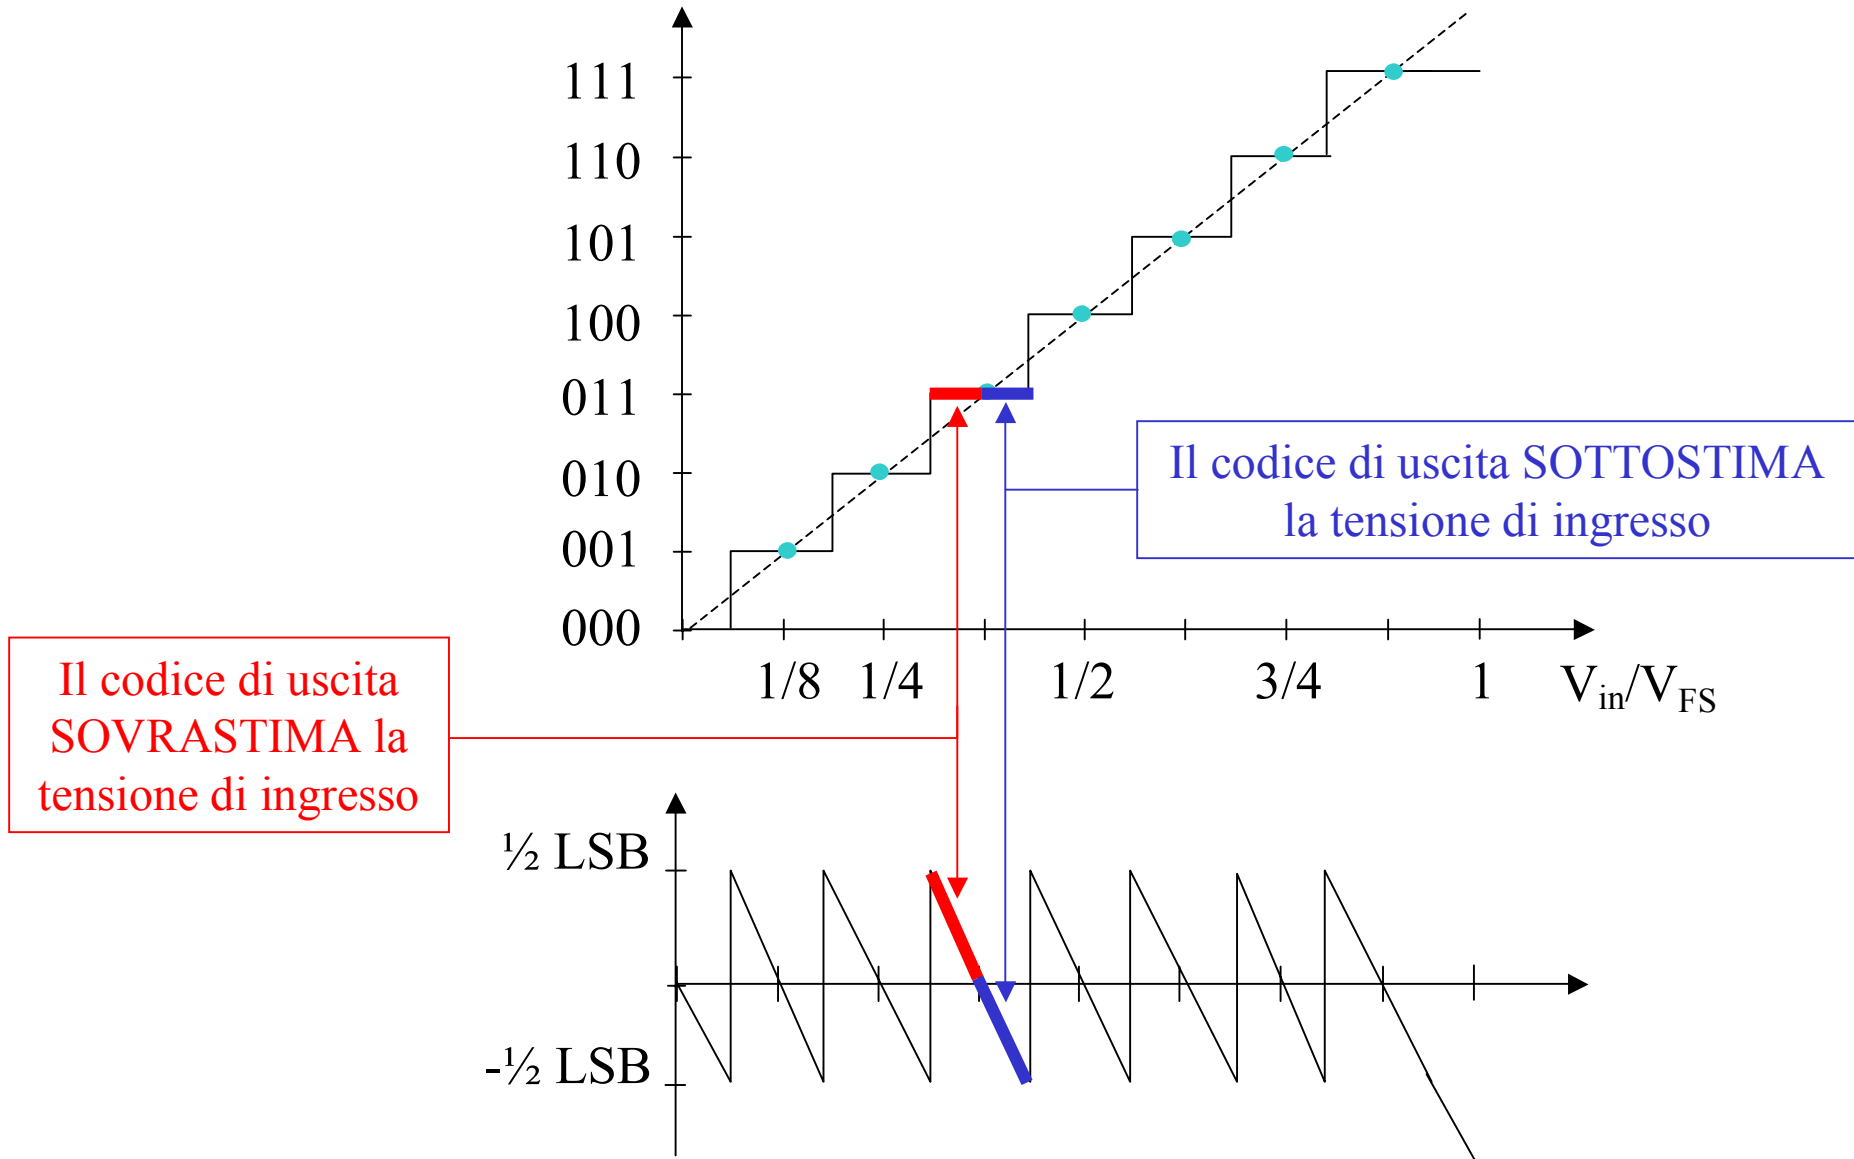 111
110
101
100
011
010
001
000
1/8 1/4 1/2 3/4 1 V_in/V_FS
Il codice di uscita SOTTOSTIMA
la tensione di ingresso
Il codice di uscita
SOVRASTIMA la
tensione di ingresso
½ LSB
-½ LSB